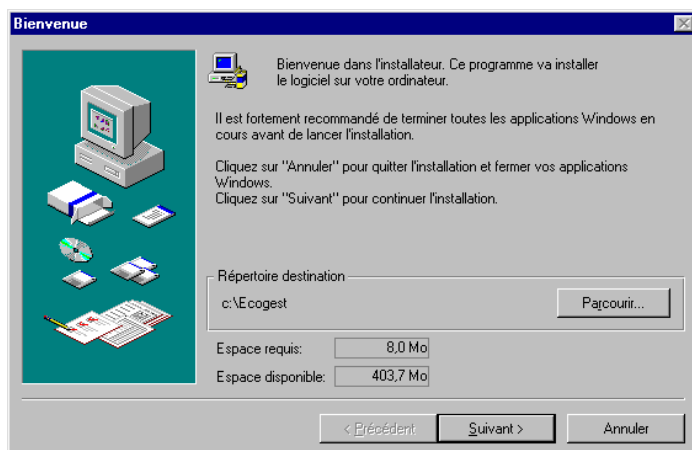 Bienvenue
Bienvenue dans l'installateur. Ce programme va installer
le logiciel sur votre ordinateur.
Il est fortement recommandé de terminer toutes les applications Windows en
cours avant de lancer l'installation.
Cliquez sur "Annuler" pour quitter l'installation et fermer vos applications
Windows.
Cliquez sur "Suivant" pour continuer l'installation.
Répertoire destination
c:\Ecogest
Parcourir...
Espace requis: 8,0 Mo
Espace disponible: 403,7 Mo
< Précédent Suivant > Annuler